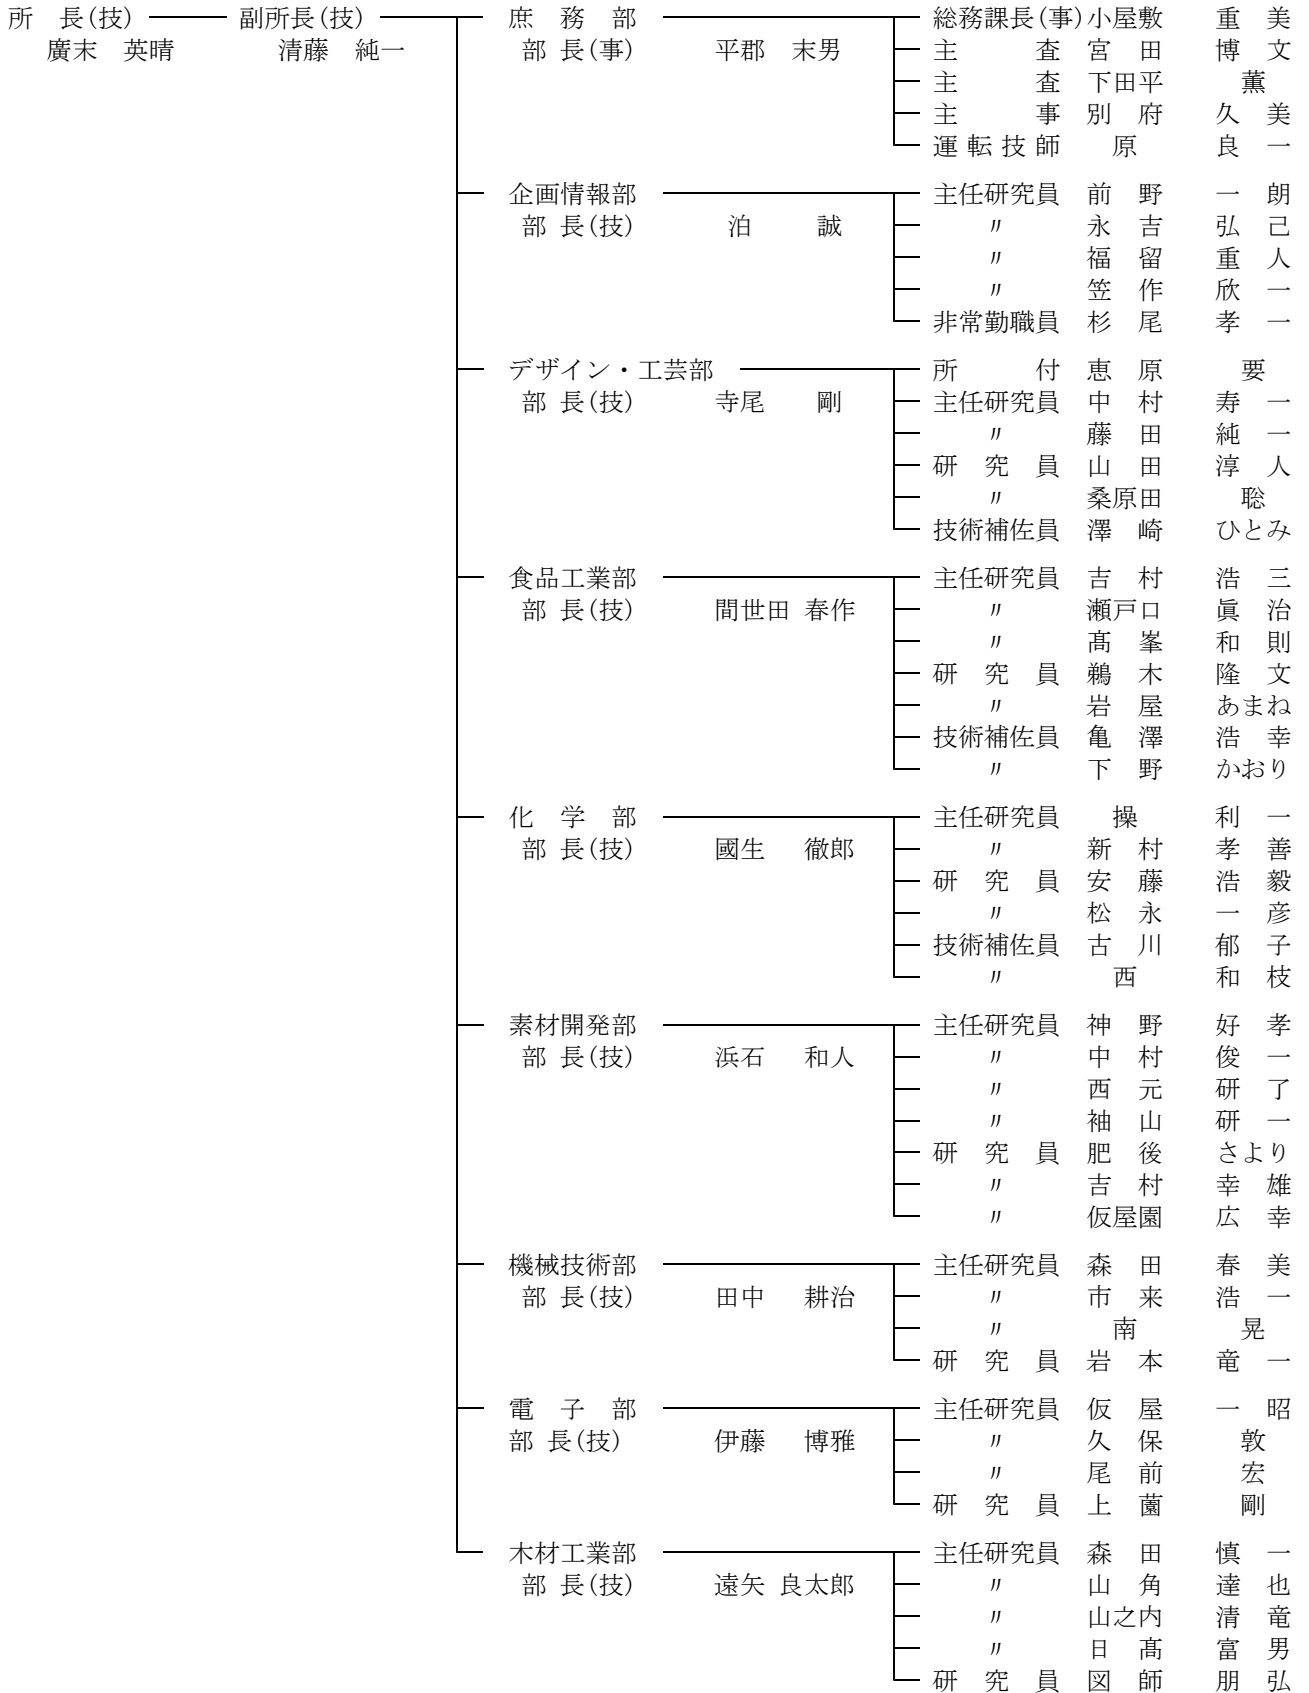 所 長(技) 副所長(技) 庶 務 部 総務課長(事) 小屋敷 重 美
廣末 英晴 清藤 純一 部 長(事) 平郡 末男 主 査 宮 田 博 文
主 査 下田平 薫
主 事 別 府 久 美
運転技師 原 良 一
企画情報部 主任研究員 前 野 一 朗
部 長(技) 泊 誠 〃 永 吉 弘 己
〃 福 留 重 人
〃 笠 作 欣 一
非常勤職員 杉 尾 孝 一
デザイン・工芸部 所 付 恵 原 要
部 長(技) 寺尾 剛 主任研究員 中 村 寿 一
〃 藤 田 純 一
研 究 員 山 田 淳 人
〃 桑原田 聡
技術補佐員 澤 崎 ひとみ
食品工業部 主任研究員 吉 村 浩 三
部 長(技) 間世田 春作 〃 瀬戸口 眞 治
〃 髙 峯 和 則
研 究 員 鵜 木 隆 文
〃 岩 屋 あまね
技術補佐員 亀 澤 浩 幸
〃 下 野 かおり
化 学 部 主任研究員 操 利 一
部 長(技) 國生 徹郎 〃 新 村 孝 善
研 究 員 安 藤 浩 毅
〃 松 永 一 彦
技術補佐員 古 川 郁 子
〃 西 和 枝
素材開発部 主任研究員 神 野 好 孝
部 長(技) 浜石 和人 〃 中 村 俊 一
〃 西 元 研 了
〃 袖 山 研 一
研 究 員 肥 後 さより
〃 吉 村 幸 雄
〃 仮屋園 広 幸
機械技術部 主任研究員 森 田 春 美
部 長(技) 田中 耕治 〃 市 来 浩 一
〃 南 晃
研 究 員 岩 本 竜 一
電 子 部 主任研究員 仮 屋 一 昭
部 長(技) 伊藤 博雅 〃 久 保 敦
〃 尾 前 宏
研 究 員 上 薗 剛
木材工業部 主任研究員 森 田 慎 一
部 長(技) 遠矢 良太郎 〃 山 角 達 也
〃 山之内 清 竜
〃 日 髙 富 男
研 究 員 図 師 朋 弘